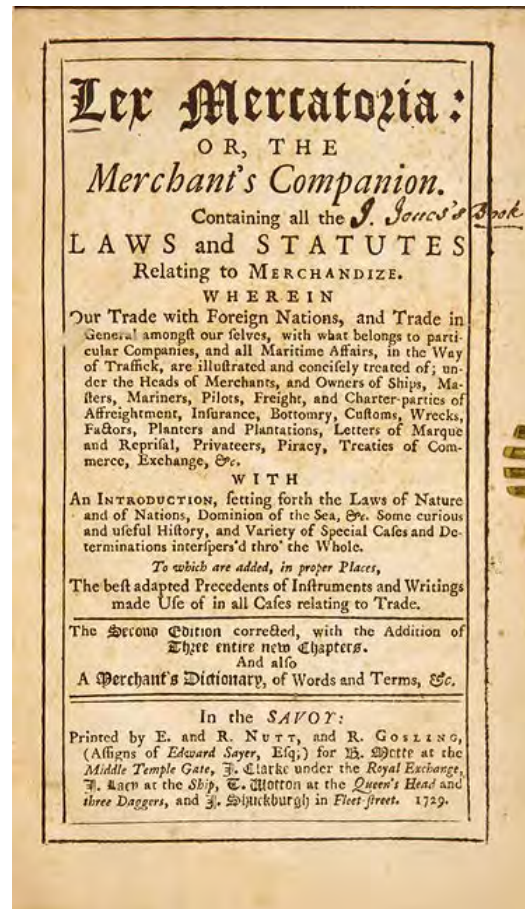 Lex Mercatoria:
OR, THE
Merchant's Companion.
Containing all the J. Jones's Book
LAWS and STATUTES
Relating to MERCHANDIZE.
WHEREIN
Our Trade with Foreign Nations, and Trade in
General amongſt our ſelves, with what belongs to parti-
cular Companies, and all Maritime Affairs, in the Way
of Traffick, are illuſtrated and conciſely treated of; un-
der the Heads of Merchants, and Owners of Ships, Ma-
ſters, Mariners, Pilots, Freight, and Charter-parties of
Affreightment, Inſurance, Bottomry, Cuſtoms, Wrecks,
Factors, Planters and Plantations, Letters of Marque
and Repriſal, Privateers, Piracy, Treaties of Com-
merce, Exchange, &c.
WITH
An INTRODUCTION, ſetting forth the Laws of Nature
and of Nations, Dominion of the Sea, &c. Some curious
and uſeful Hiſtory, and Variety of Special Caſes and De-
terminations interſpers'd thro' the Whole.
To which are added, in proper Places,
The beſt adapted Precedents of Inſtruments and Writings
made Uſe of in all Caſes relating to Trade.
The Second Edition corrected, with the Addition of
Three entire new Chapters.
And alſo
A Merchant's Dictionary, of Words and Terms, &c.
In the SAVOY:
Printed by E. and R. NUTT, and R. GOSLING,
(Aſſigns of Edward Sayer, Eſq;) for B. Motte at the
Middle Temple Gate, J. Clarke under the Royal Exchange,
J. Lacy at the Ship, T. Wotton at the Queen's Head and
three Daggers, and J. Shuckburgh in Fleet-ſtreet. 1729.